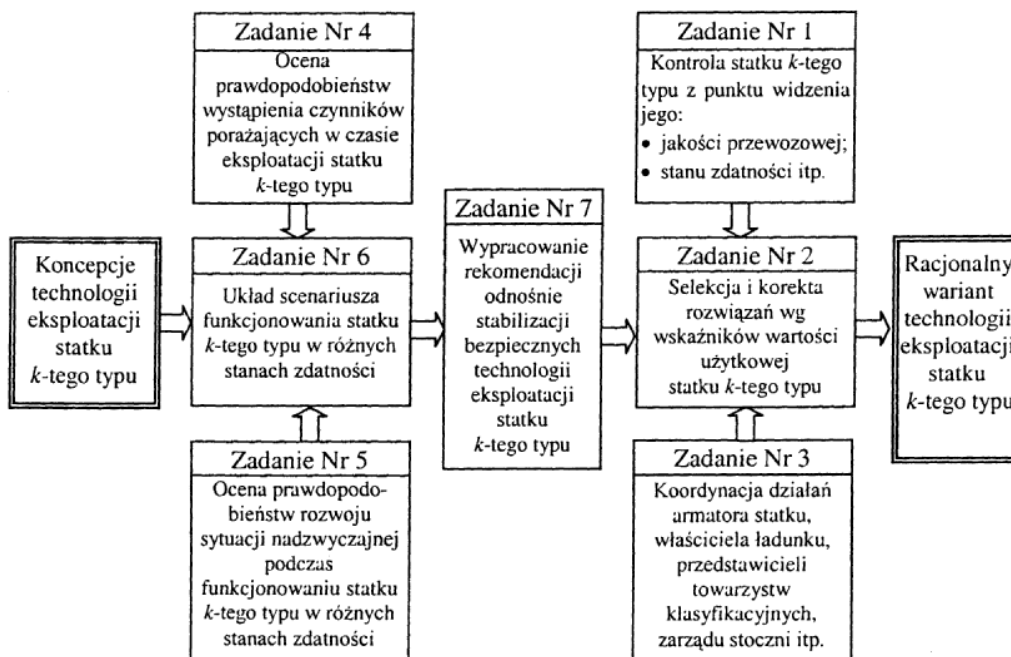 Zadanie Nr 4
Ocena
prawdopodobieństw
wystąpienia czynników
porażających w czasie
eksploatacji statku
k-tego typu
Zadanie Nr 1
Kontrola statku k-tego
typu z punktu widzenia
jego:
• jakości przewozowej;
• stanu zdatności itp.
Koncepcje
technologii
eksploatacji
statku
k-tego typu
Zadanie Nr 6
Układ scenariusza
funkcjonowania statku
k-tego typu w różnych
stanach zdatności
Zadanie Nr 7
Wypracowanie
rekomendacji
odnośnie
stabilizacji
bezpiecznych
technologii
eksploatacji
statku
k-tego typu
Zadanie Nr 2
Selekcja i korekta
rozwiązań wg
wskaźników wartości
użytkowej
statku k-tego typu
Racjonalny
wariant
technologii
eksploatacji
statku
k-tego typu
Zadanie Nr 5
Ocena prawdopodo-
bieństw rozwoju
sytuacji nadzwyczajnej
podczas
funkcjonowaniu statku
k-tego typu w różnych
stanach zdatności
Zadanie Nr 3
Koordynacja działań
armatora statku,
właściciela ładunku,
przedstawicieli
towarzystw
klasyfikacyjnych,
zarządu stoczni itp.